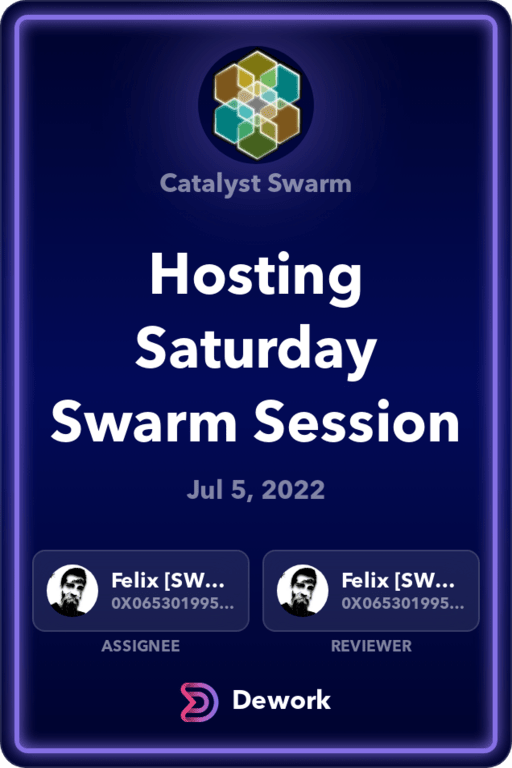 Catalyst Swarm
Hosting
Saturday
Swarm Session
Jul 5, 2022
Felix [SW...
0X065301995...
ASSIGNEE
Felix [SW...
0X065301995...
REVIEWER
Dework